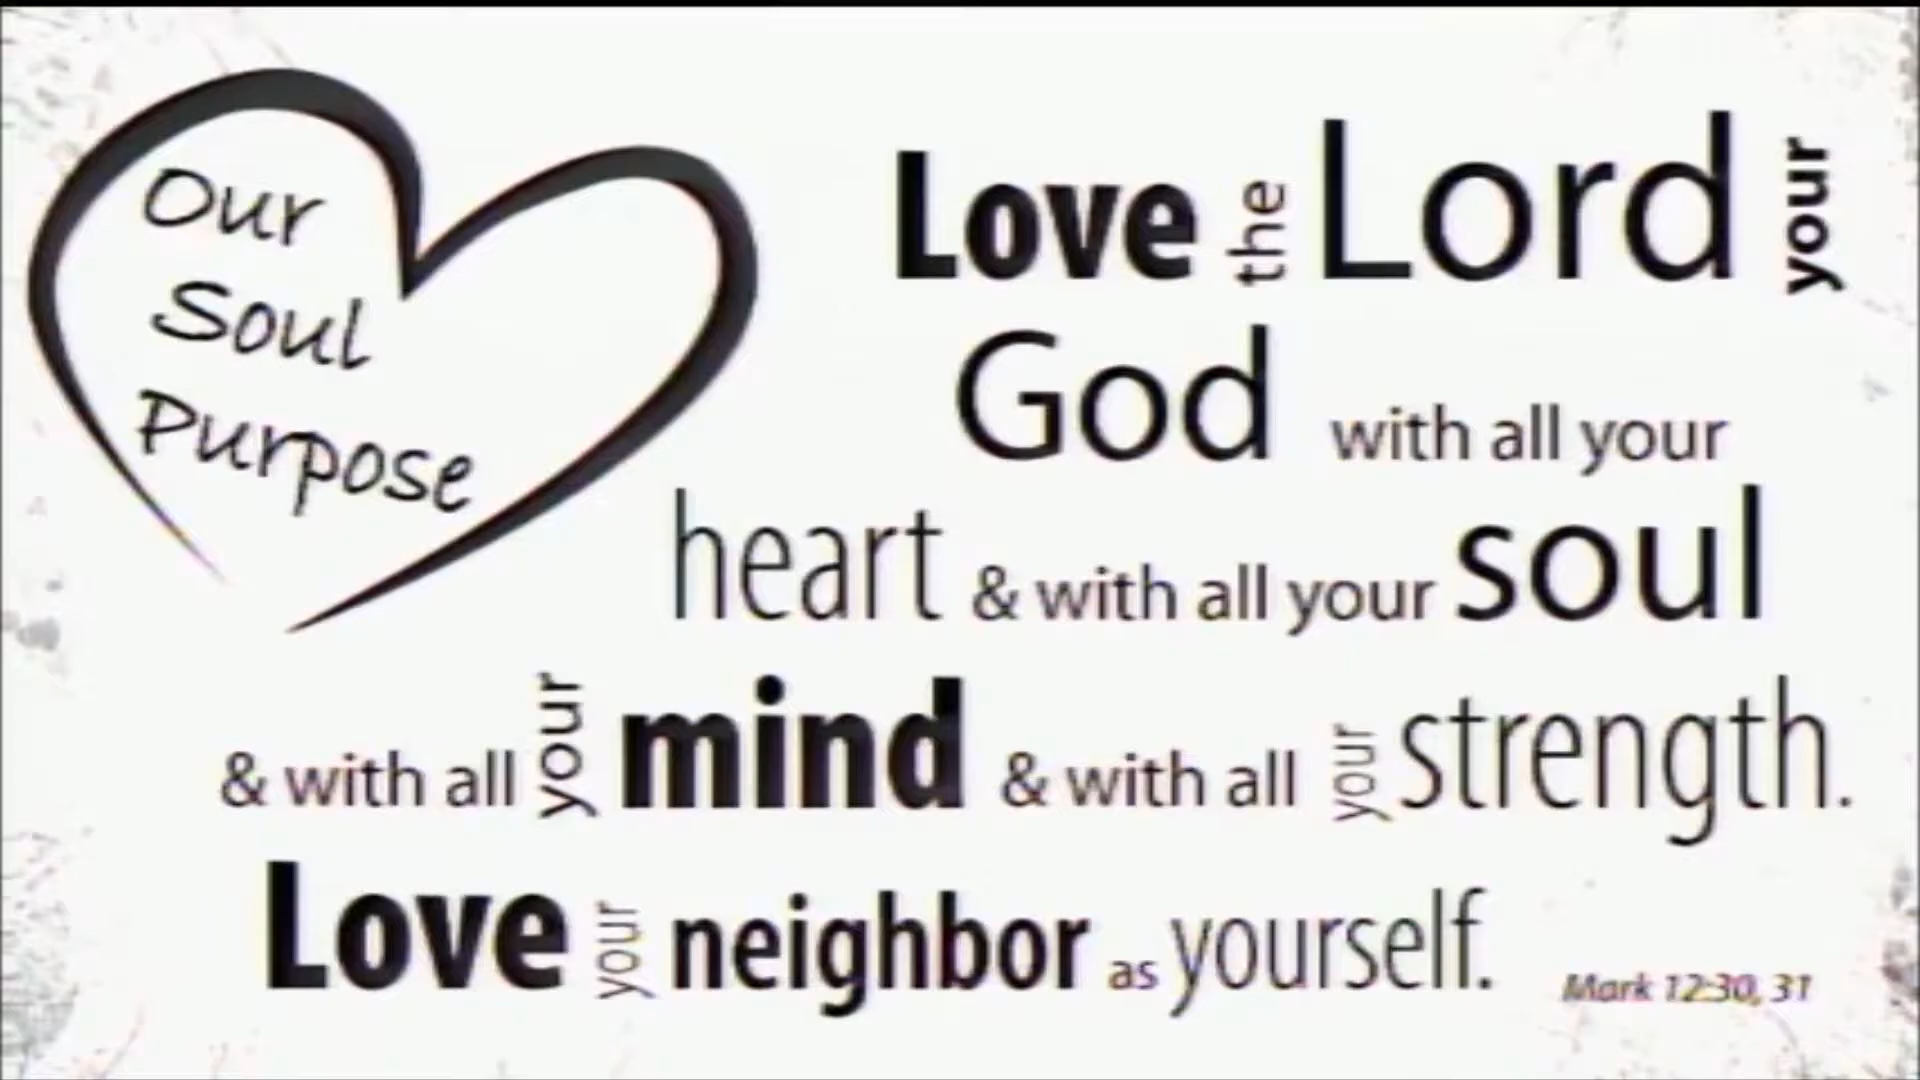 Our
Soul
Purpose
Love the Lord your
God with all your
heart & with all your soul
& with all your mind & with all your strength.
Love your neighbor as yourself.
Mark 12:30, 31